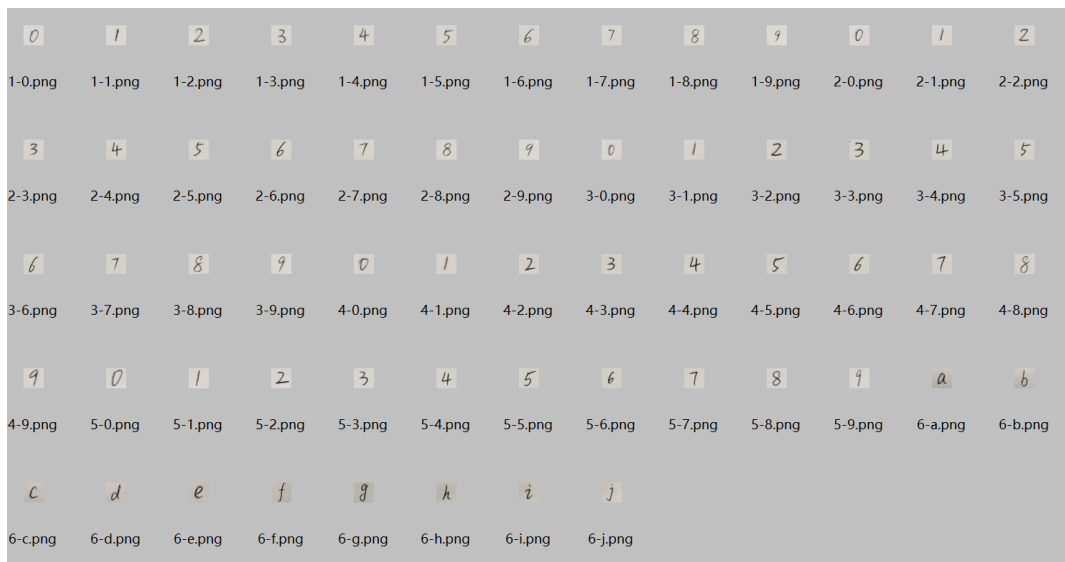 0 1 2 3 4 5 6 7 8 9 0 1 2
1-0.png 1-1.png 1-2.png 1-3.png 1-4.png 1-5.png 1-6.png 1-7.png 1-8.png 1-9.png 2-0.png 2-1.png 2-2.png
3 4 5 6 7 8 9 0 1 2 3 4 5
2-3.png 2-4.png 2-5.png 2-6.png 2-7.png 2-8.png 2-9.png 3-0.png 3-1.png 3-2.png 3-3.png 3-4.png 3-5.png
6 7 8 9 0 1 2 3 4 5 6 7 8
3-6.png 3-7.png 3-8.png 3-9.png 4-0.png 4-1.png 4-2.png 4-3.png 4-4.png 4-5.png 4-6.png 4-7.png 4-8.png
9 0 1 2 3 4 5 6 7 8 9 a b
4-9.png 5-0.png 5-1.png 5-2.png 5-3.png 5-4.png 5-5.png 5-6.png 5-7.png 5-8.png 5-9.png 6-a.png 6-b.png
c d e f g h i j
6-c.png 6-d.png 6-e.png 6-f.png 6-g.png 6-h.png 6-i.png 6-j.png